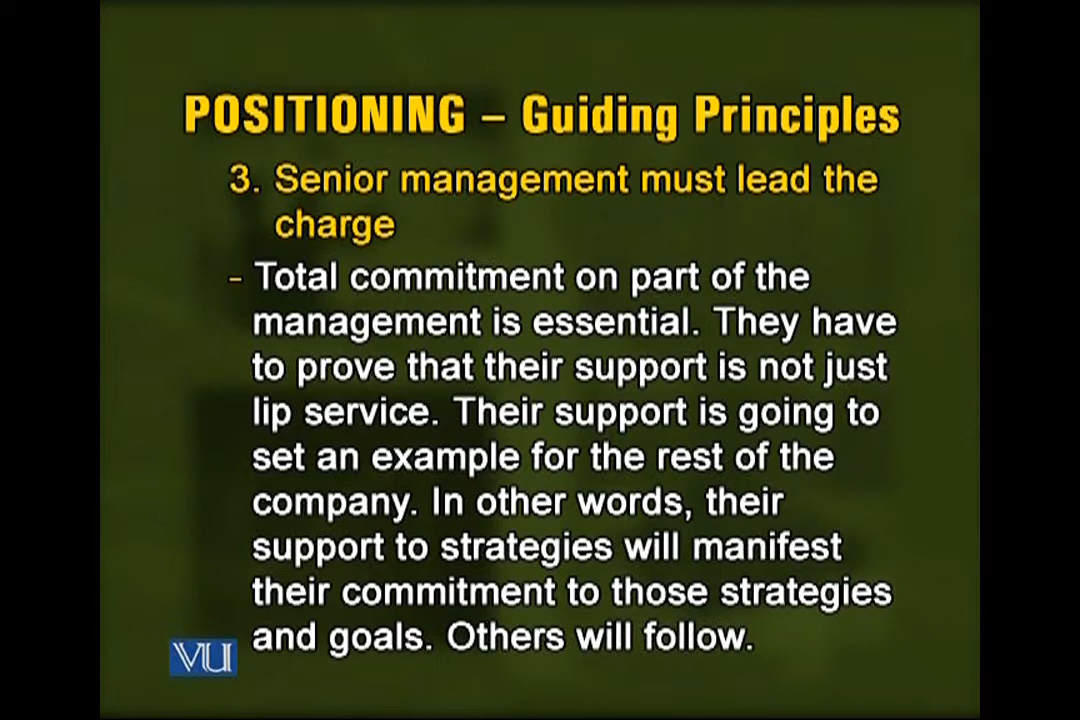 POSITIONING – Guiding Principles
3. Senior management must lead the
charge
- Total commitment on part of the
management is essential. They have
to prove that their support is not just
lip service. Their support is going to
set an example for the rest of the
company. In other words, their
support to strategies will manifest
their commitment to those strategies
and goals. Others will follow.
VU